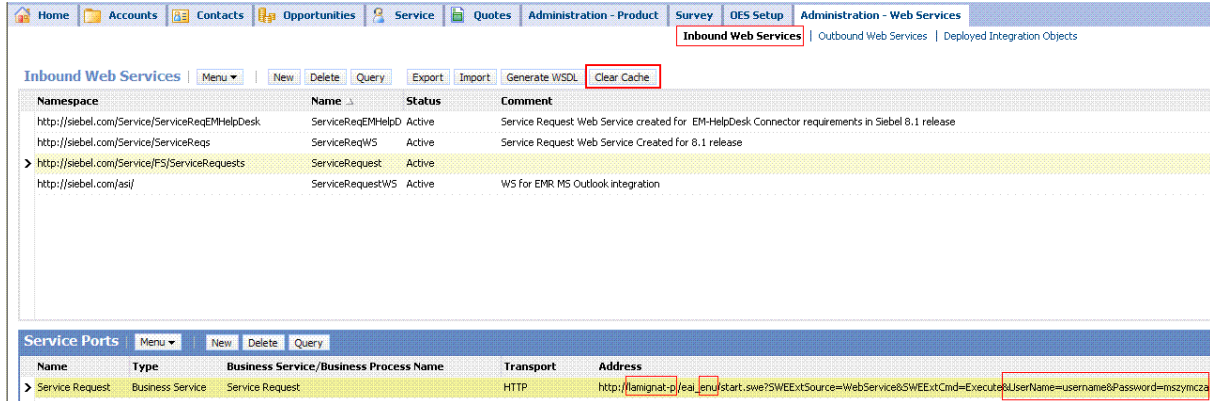 Home Accounts Contacts Opportunities Service Quotes Administration - Product Survey OES Setup Administration - Web Services
Inbound Web Services | Outbound Web Services | Deployed Integration Objects
Inbound Web Services Menu New Delete Query Export Import Generate WSDL Clear Cache
Namespace Name Status Comment
http://siebel.com/Service/ServiceReqEMHelpDesk ServiceReqEMHelpD Active Service Request Web Service created for EM-HelpDesk Connector requirements in Siebel 8.1 release
http://siebel.com/Service/ServiceReqs ServiceReqWS Active Service Request Web Service Created for 8.1 release
http://siebel.com/Service/FS/ServiceRequests ServiceRequest Active
http://siebel.com/asi/ ServiceRequestWS Active WS for EMR MS Outlook integration
Service Ports Menu New Delete Query
Name Type Business Service/Business Process Name Transport Address
Service Request Business Service Service Request HTTP http://lamignat-p/eai_enu/start.swe?SWEExtSource=WebService&SWEExtCmd=Execute&UserName=username&Password=mszymcza